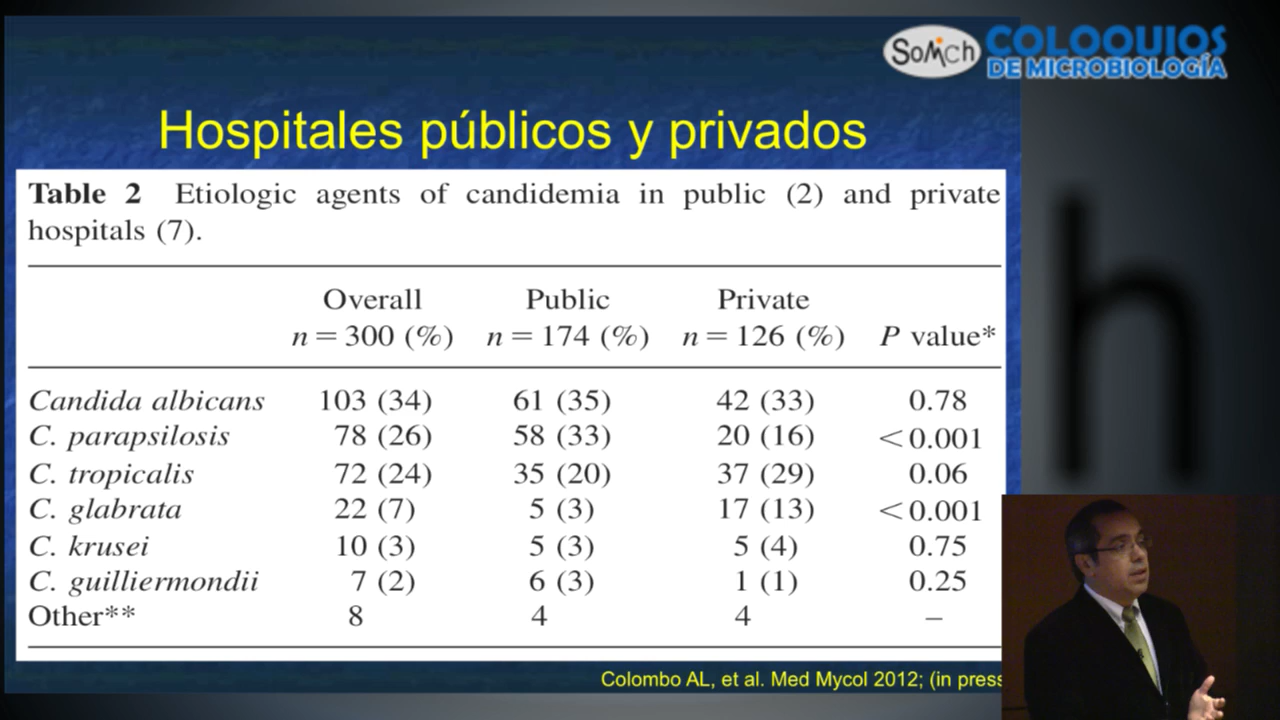 SoMich COLOQUIOS
DE MICROBIOLOGÍA
Hospitales públicos y privados
Table 2 Etiologic agents of candidemia in public (2) and private
hospitals (7).
Overall Public Private
n = 300 (%) n = 174 (%) n = 126 (%) P value*
Candida albicans 103 (34) 61 (35) 42 (33) 0.78
C. parapsilosis 78 (26) 58 (33) 20 (16) <0.001
C. tropicalis 72 (24) 35 (20) 37 (29) 0.06
C. glabrata 22 (7) 5 (3) 17 (13) <0.001
C. krusei 10 (3) 5 (3) 5 (4) 0.75
C. guilliermondii 7 (2) 6 (3) 1 (1) 0.25
Other** 8 4 4 –
Colombo AL, et al. Med Mycol 2012; (in press
h